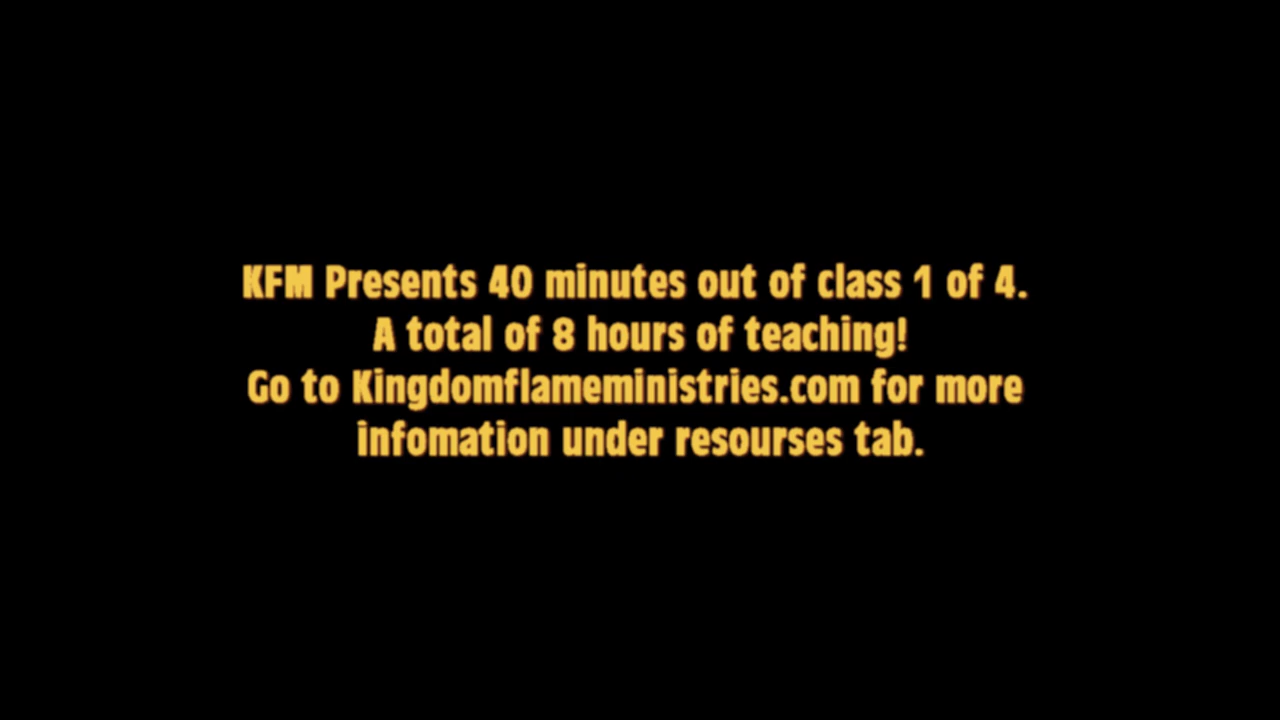 KFM Presents 40 minutes out of class 1 of 4.
A total of 8 hours of teaching!
Go to Kingdomflameministries.com for more
infomation under resourses tab.